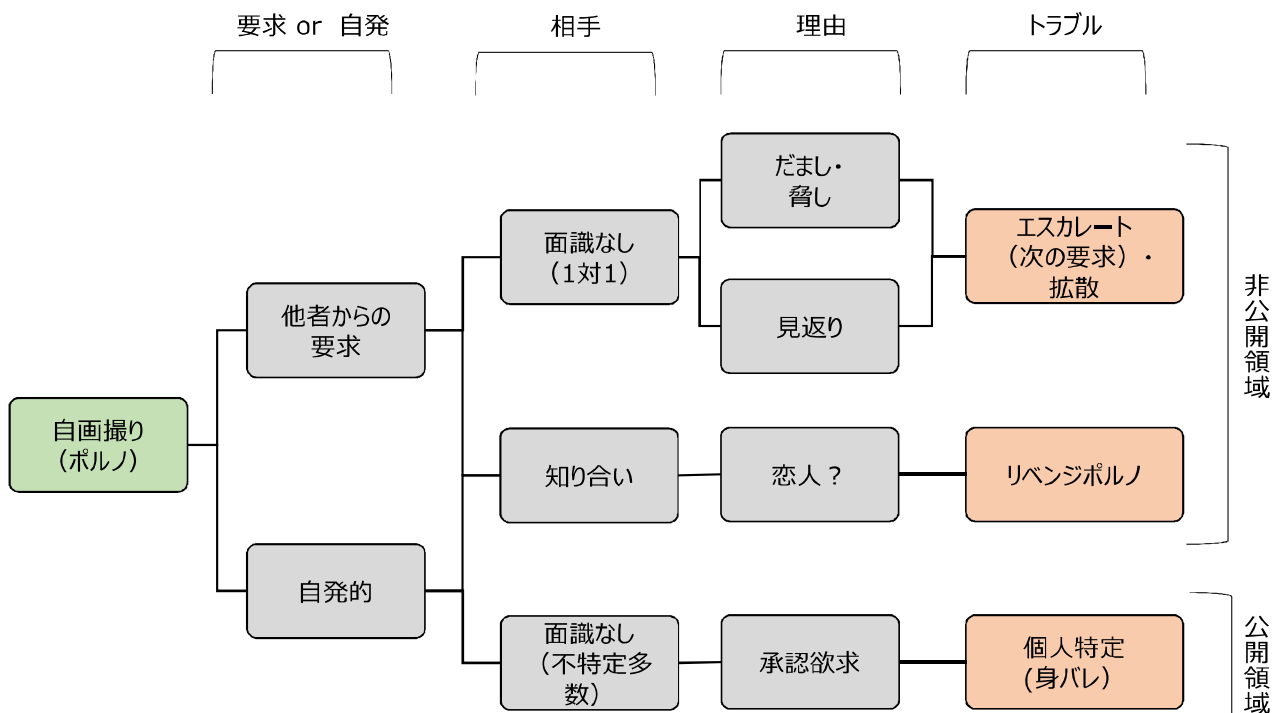 要求 or 自発
相手
理由
トラブル
だまし・
脅し
面識なし
（1対1）
エスカレート
（次の要求）・
拡散
他者からの
要求
見返り
非公開領域
自画撮り
（ポルノ）
知り合い
恋人？
リベンジポルノ
自発的
面識なし
（不特定多
数）
承認欲求
個人特定
(身バレ）
公開領域